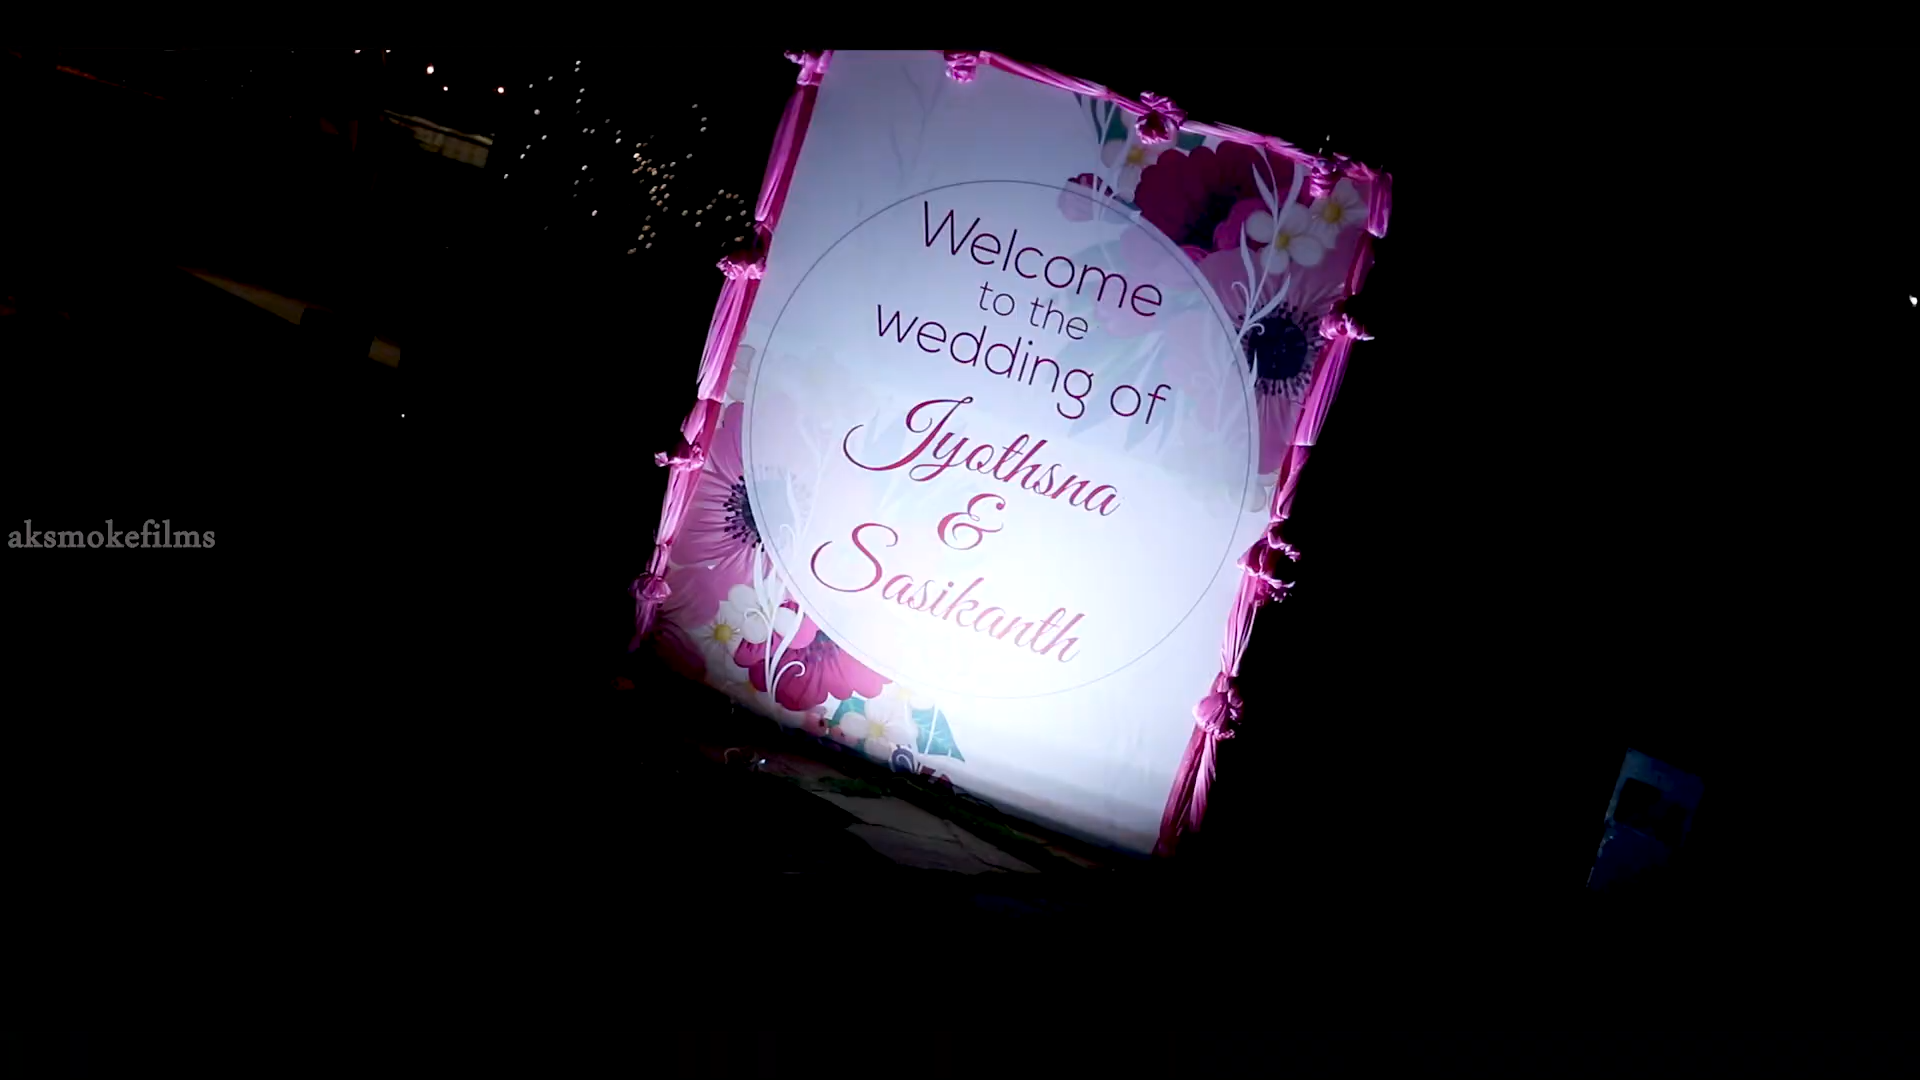 Welcome
to the
wedding of
Jyothsna
&
Sasikanth
aksmokefilms